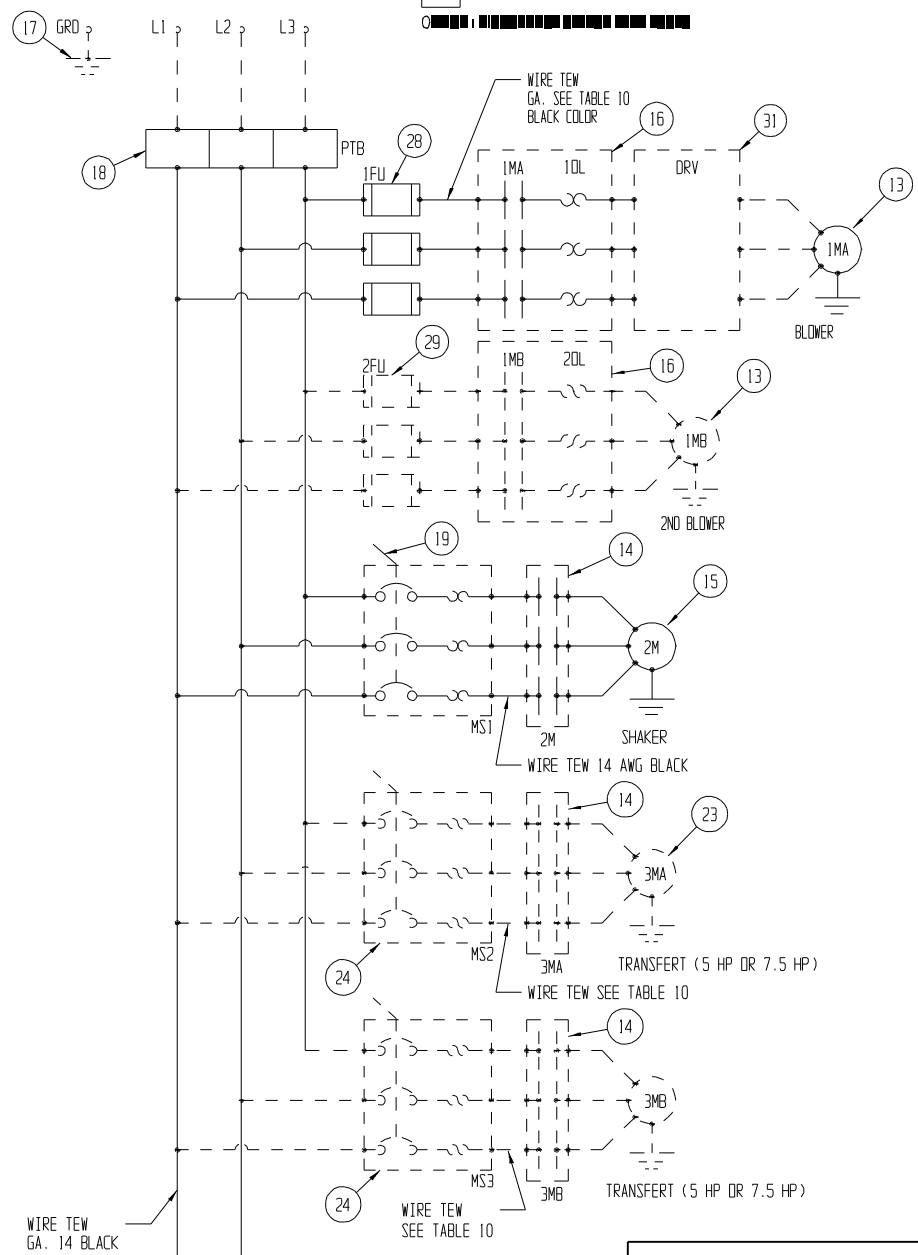 17 GRD L1 L2 L3
WIRE TEW
GA. SEE TABLE 10
BLACK COLOR
16 31
18 PTB 28
1FU 1MA 1OL DRV 13
1MA
BLOWER
29
2FU 1MB 2OL 16 13
1MB
2ND BLOWER
19 14 15
2M
MS1 2M SHAKER
WIRE TEW 14 AWG BLACK
14 23
3MA
MS2 3MA TRANSFERT (5 HP OR 7.5 HP)
24 WIRE TEW SEE TABLE 10
14
3MB
MS3 3MB TRANSFERT (5 HP OR 7.5 HP)
24 WIRE TEW
SEE TABLE 10
WIRE TEW
GA. 14 BLACK